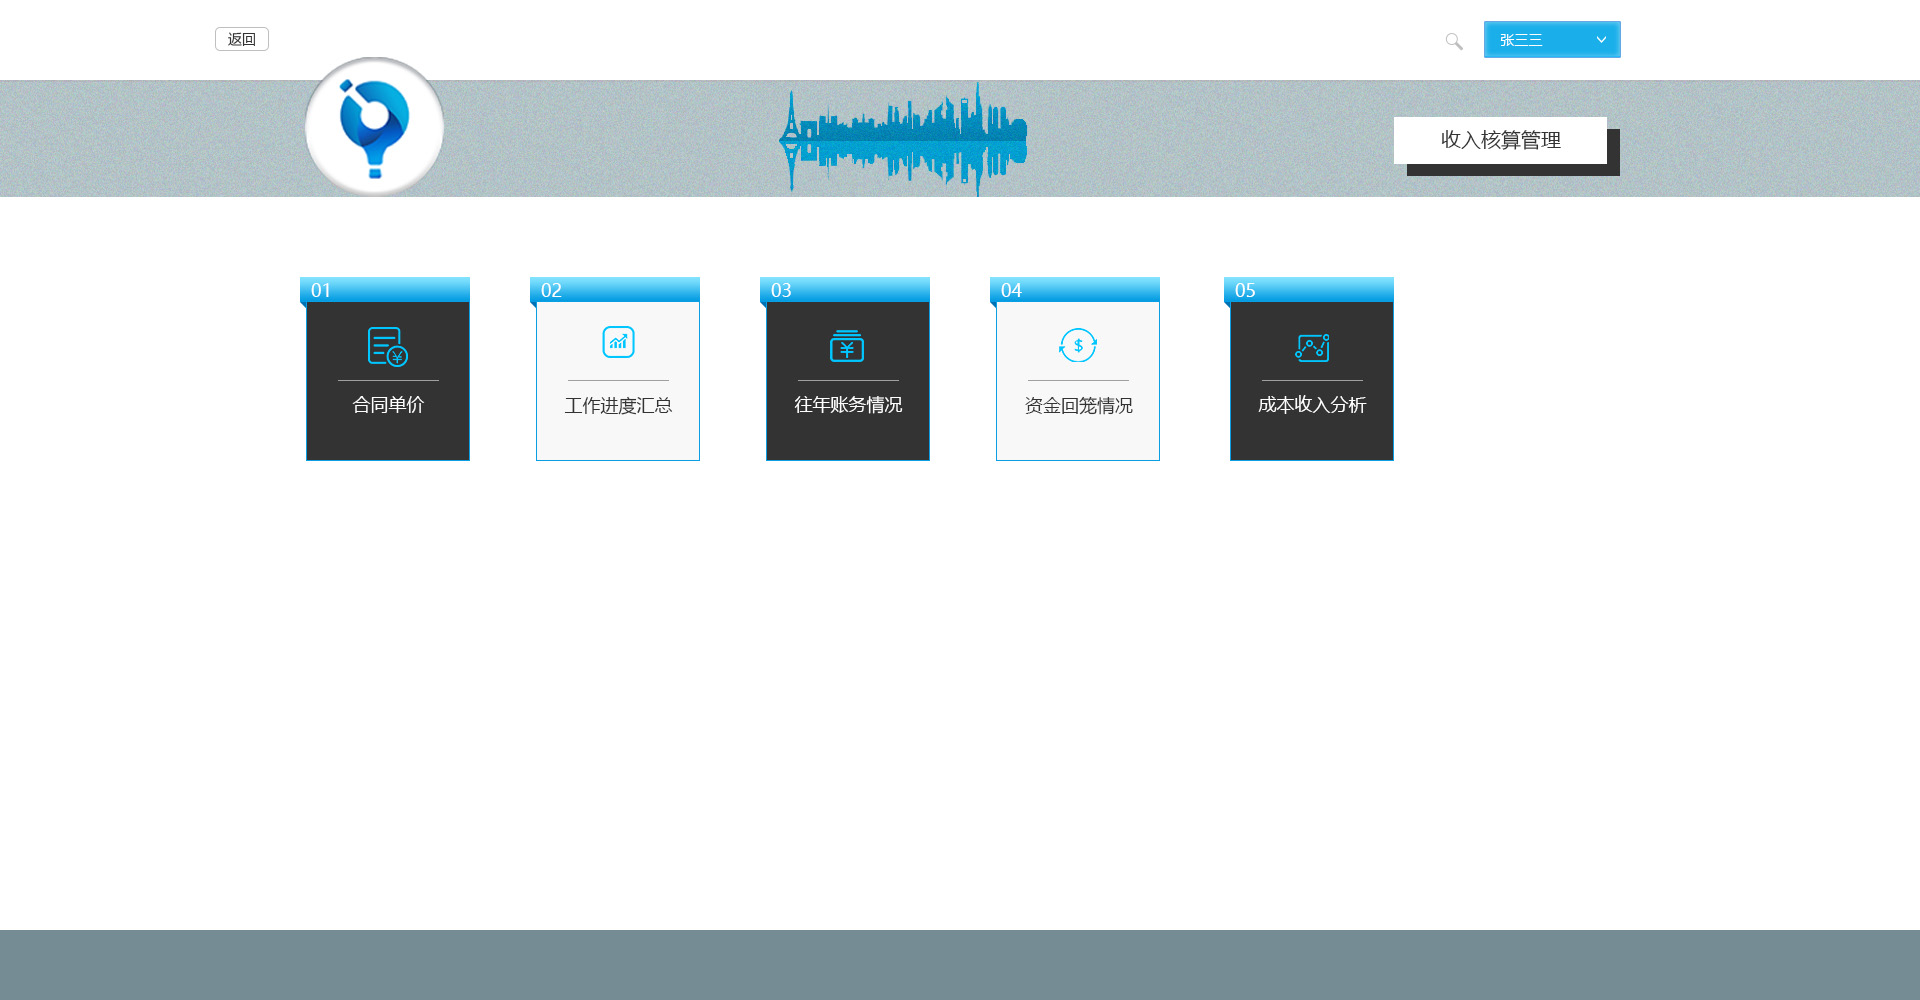 返回
张三三
收入核算管理
01
合同单价
02
工作进度汇总
03
往年账务情况
04
资金回笼情况
05
成本收入分析